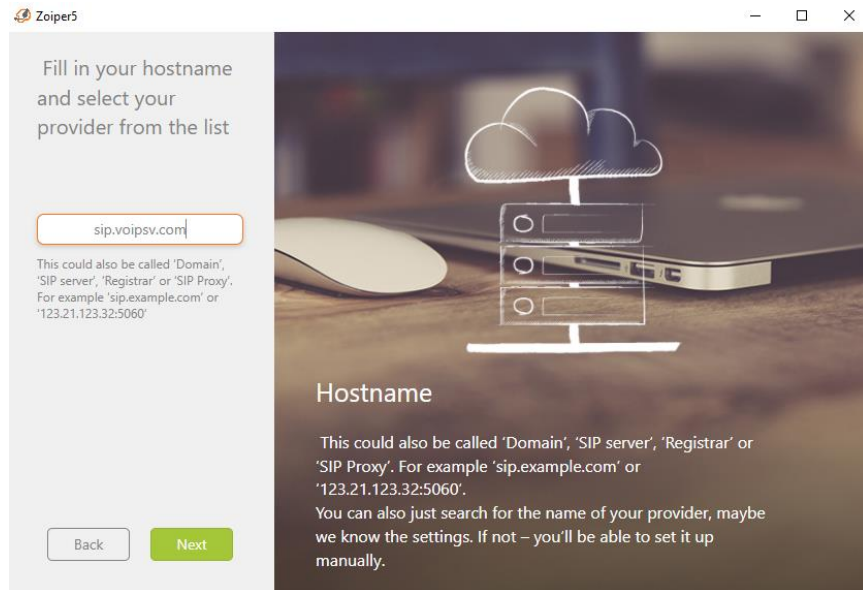 Zoiper5
Fill in your hostname
and select your
provider from the list
sip.voipsv.com
This could also be called 'Domain',
'SIP server', 'Registrar' or 'SIP Proxy'.
For example 'sip.example.com' or
'123.21.123.32:5060'
Back
Next
Hostname
This could also be called ‘Domain’, ‘SIP server’, ‘Registrar’ or
‘SIP Proxy’. For example ‘sip.example.com’ or
‘123.21.123.32:5060’.
You can also just search for the name of your provider, maybe
we know the settings. If not – you’ll be able to set it up
manually.